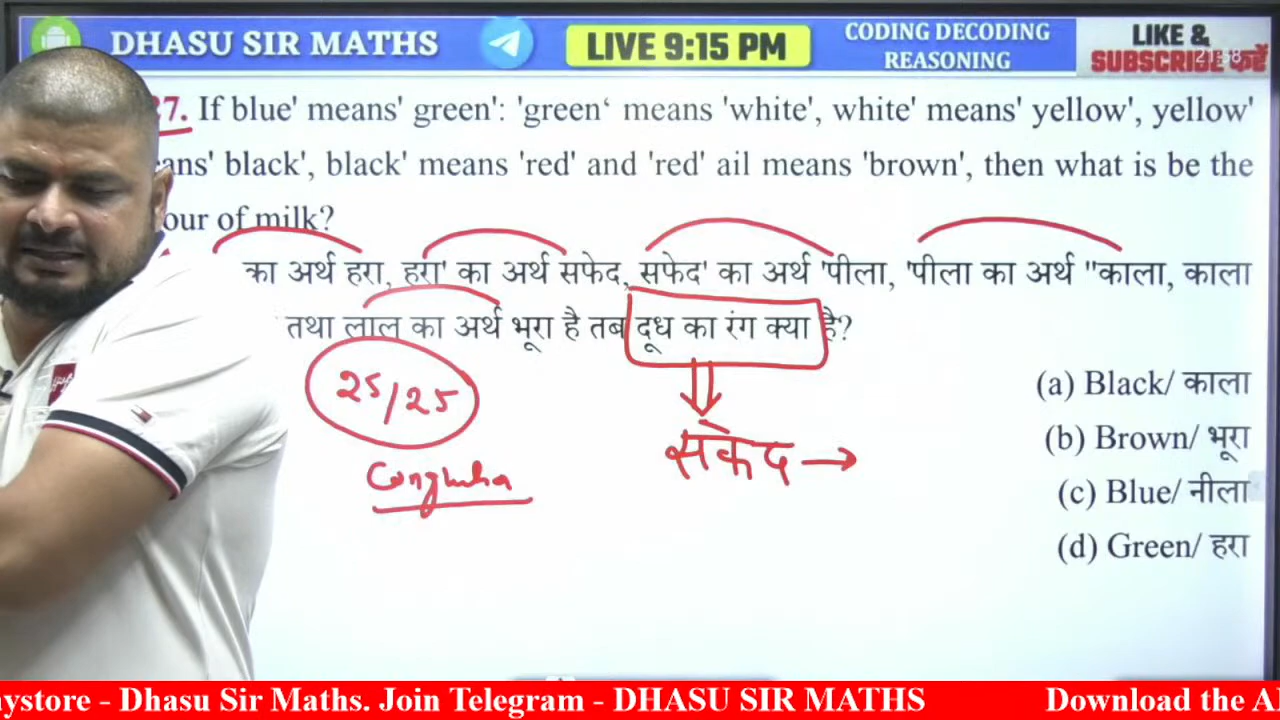 DHASU SIR MATHS
LIVE 9:15 PM
CODING DECODING
REASONING
LIKE &
SUBSCRIBE करें
21:58
27. If blue' means' green': 'green‘ means 'white', white' means' yellow', yellow'
ans' black', black' means 'red' and 'red' ail means 'brown', then what is be the
our of milk?
का अर्थ हरा, हरा' का अर्थ सफेद, सफेद' का अर्थ 'पीला, 'पीला का अर्थ "काला, काला
तथा लाल का अर्थ भूरा है तब दूध का रंग क्या है?
25/25
सफेद →
(a) Black/ काला
(b) Brown/ भूरा
(c) Blue/ नीला
(d) Green/ हरा
aystore - Dhasu Sir Maths. Join Telegram - DHASU SIR MATHS Download the A